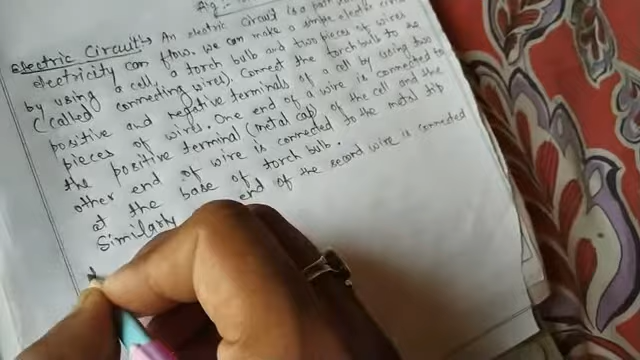 Fig :-
Electric Circuit :→ An electric circuit is a
electricity can flow. We can make a simple electric
by using a cell, a torch bulb and two pieces of wires
(called connecting wires). Connect the torch bulb to
positive and negative terminals of a cell by using two
pieces of wires. One end of a wire is connected to
the positive terminal (metal cap) of the cell and the
other end of wire is connected to the metal tip
at the base of torch bulb.
Similarly end of the second wire is connected